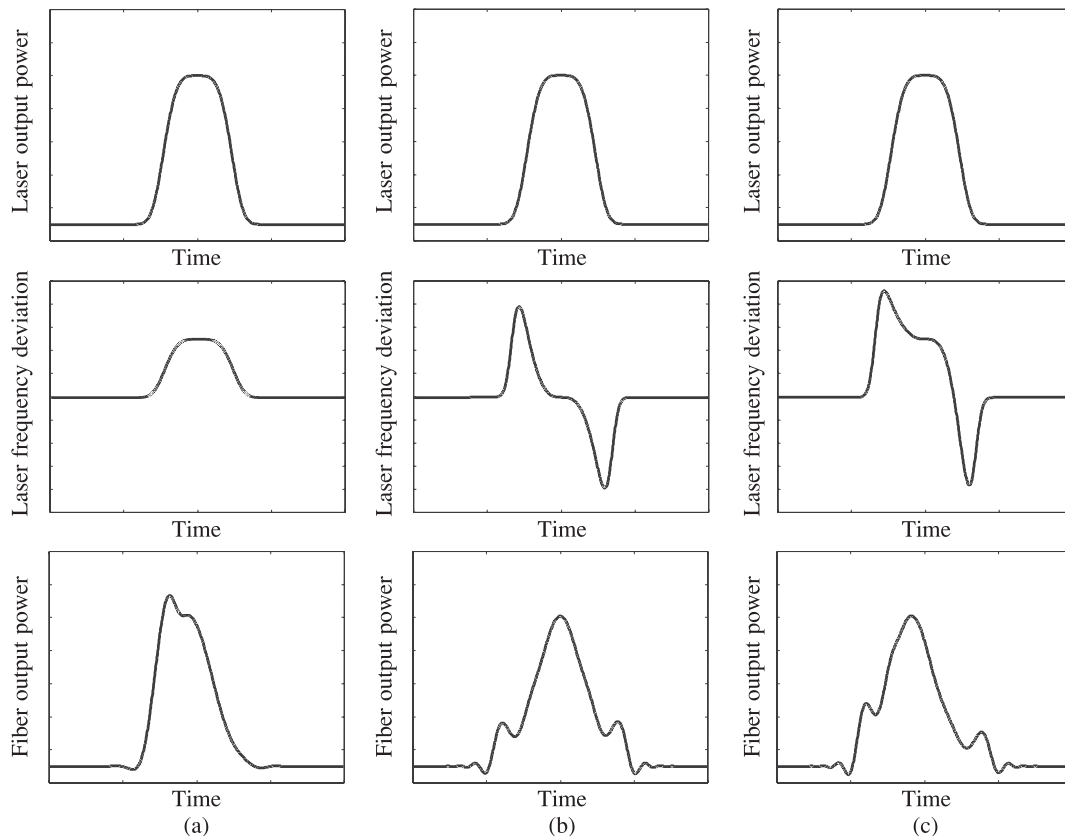 Laser output power
Laser output power
Laser output power
Time
Time
Time
Laser frequency deviation
Laser frequency deviation
Laser frequency deviation
Time
Time
Time
Fiber output power
Fiber output power
Fiber output power
Time
Time
Time
(a)
(b)
(c)